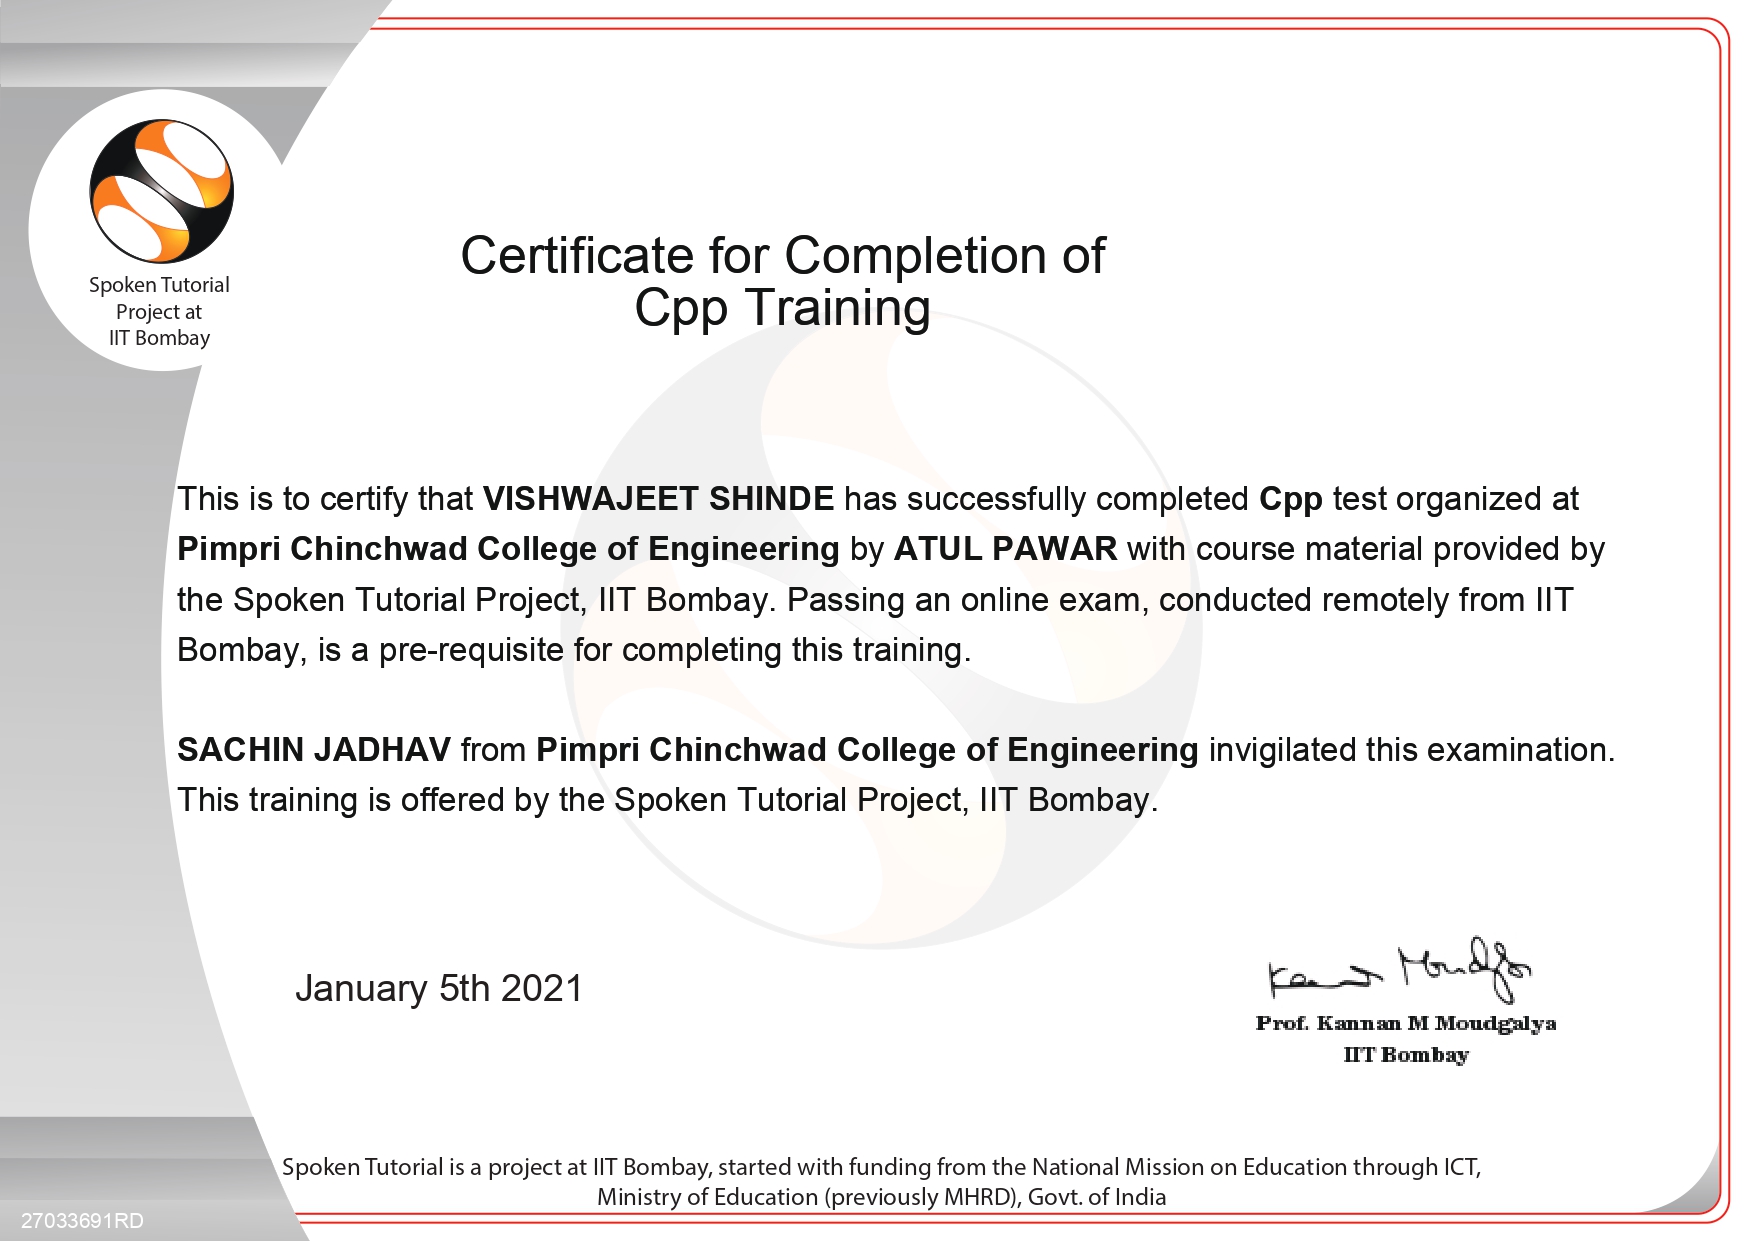 Spoken Tutorial
Project at
IIT Bombay
Certificate for Completion of
Cpp Training
This is to certify that VISHWAJEET SHINDE has successfully completed Cpp test organized at
Pimpri Chinchwad College of Engineering by ATUL PAWAR with course material provided by
the Spoken Tutorial Project, IIT Bombay. Passing an online exam, conducted remotely from IIT
Bombay, is a pre-requisite for completing this training.
SACHIN JADHAV from Pimpri Chinchwad College of Engineering invigilated this examination.
This training is offered by the Spoken Tutorial Project, IIT Bombay.
January 5th 2021
Kannan Moudgalya
Prof. Kannan M Moudgalya
IIT Bombay
Spoken Tutorial is a project at IIT Bombay, started with funding from the National Mission on Education through ICT,
Ministry of Education (previously MHRD), Govt. of India
27033691RD